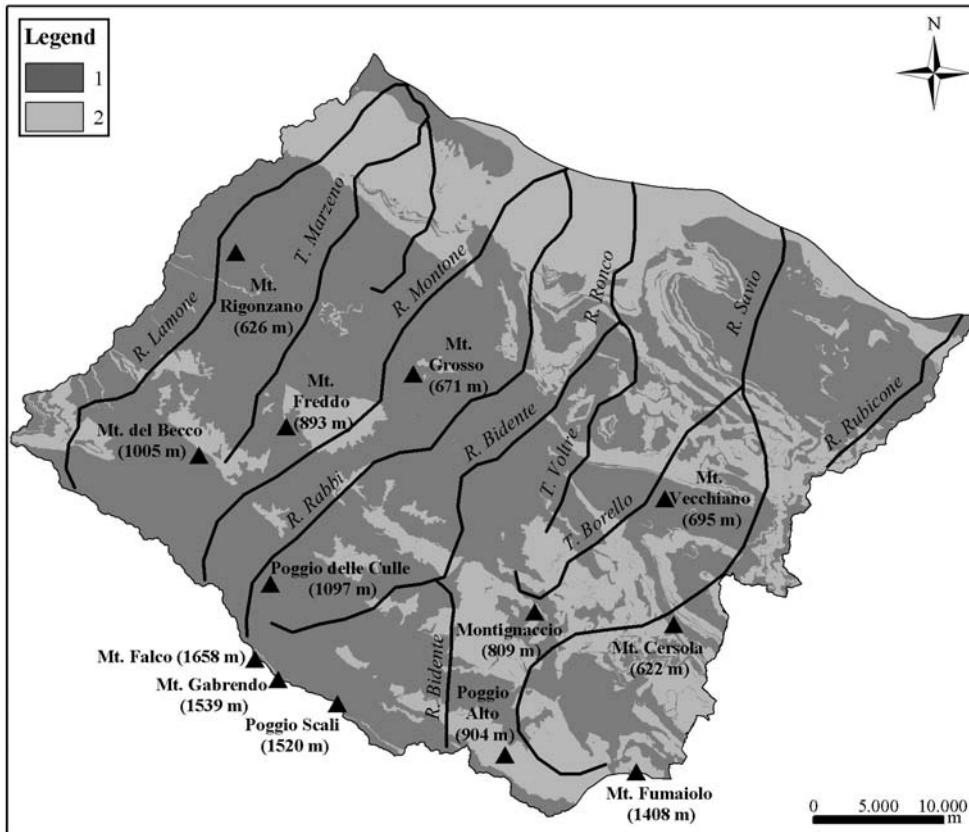 Legend
1
2
N
T. Marzeno
R. Montone
R. Ronco
R. Savio
Mt.
Rigonzano
(626 m)
R. Lamone
Mt.
Grosso
(671 m)
Mt.
Freddo
(893 m)
R. Rubicone
Mt. del Becco
(1005 m)
R. Bidente
T. Voltre
Mt.
Vecchiano
(695 m)
R. Rabbi
T. Borello
Poggio delle Culle
(1097 m)
Montignaccio
(809 m)
Mt. Cersola
(622 m)
Mt. Falco (1658 m)
R. Bidente
Mt. Gabrendo
(1539 m)
Poggio
Alto
(904 m)
Poggio Scali
(1520 m)
Mt. Fumaiolo
(1408 m)
0 5.000 10.000
m